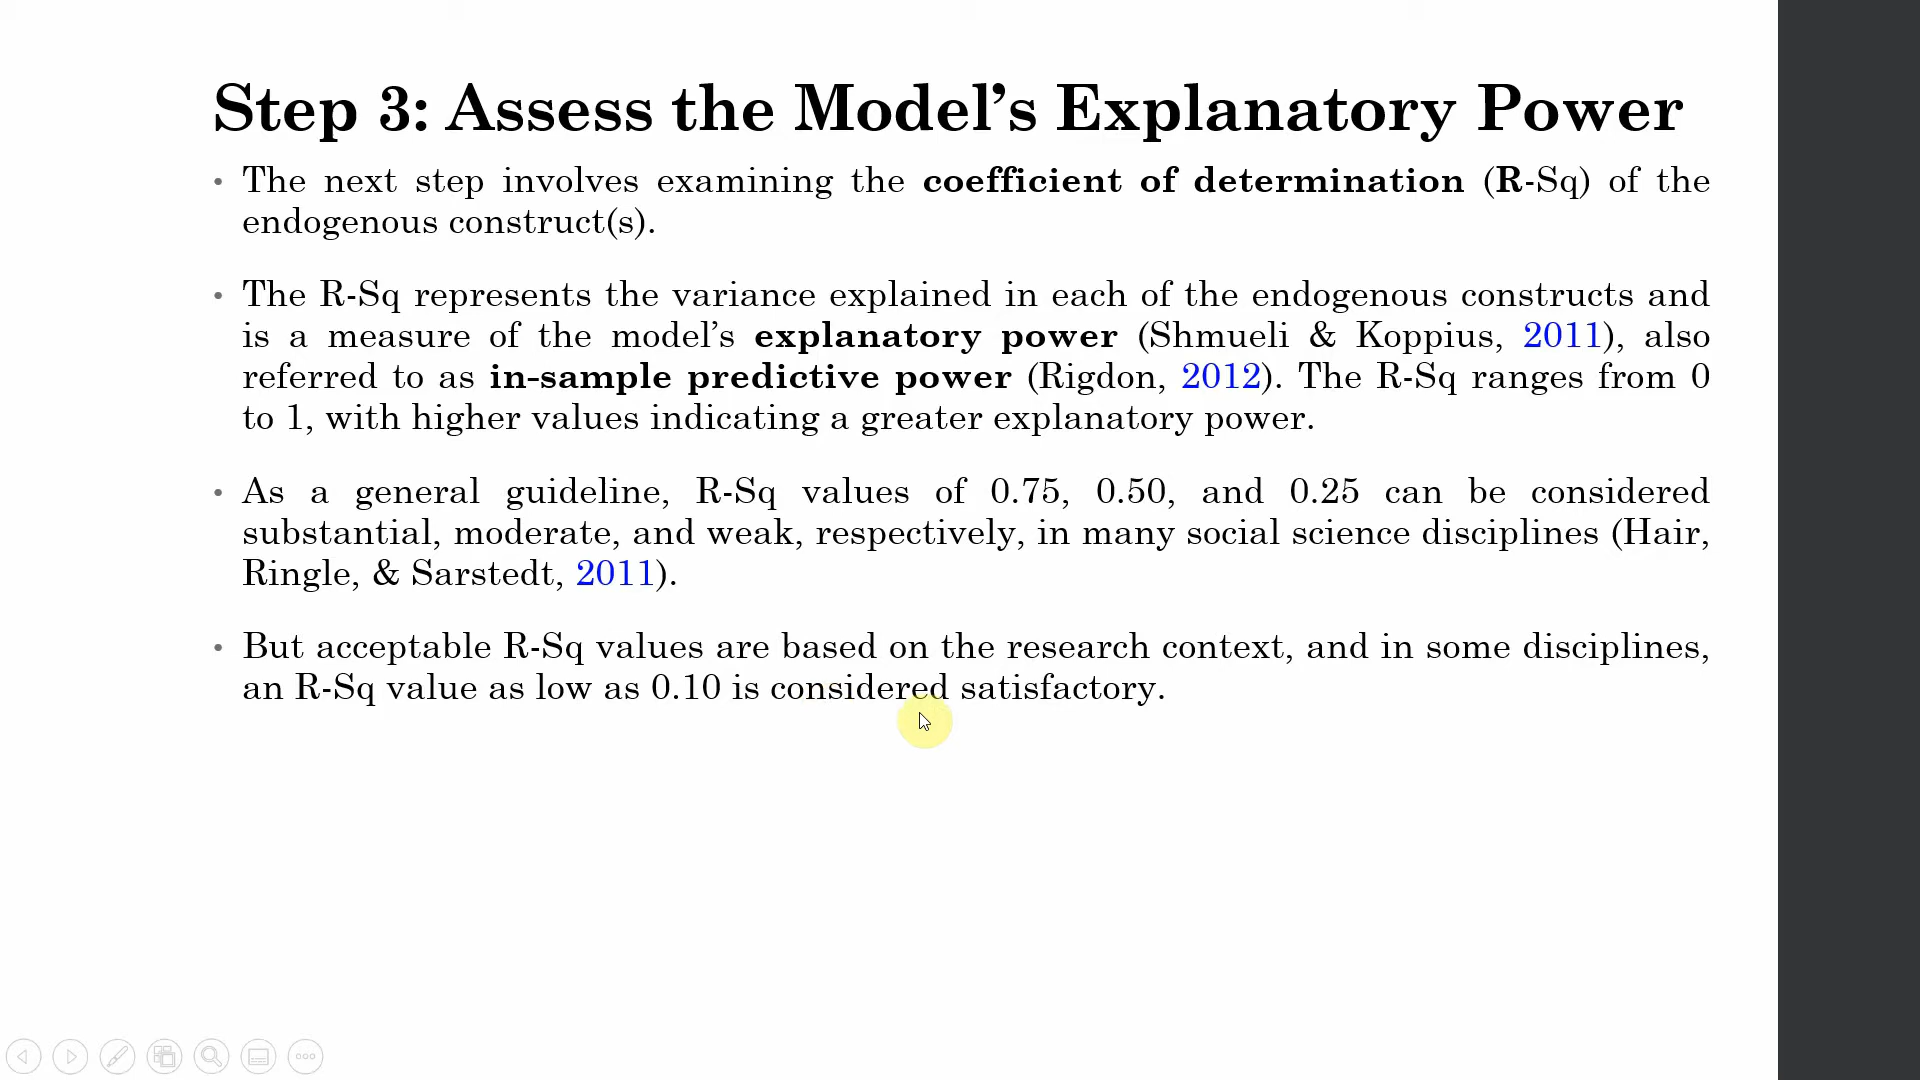 Step 3: Assess the Model’s Explanatory Power
• The next step involves examining the coefficient of determination (R-Sq) of the
endogenous construct(s).
• The R-Sq represents the variance explained in each of the endogenous constructs and
is a measure of the model’s explanatory power (Shmueli & Koppius, 2011), also
referred to as in-sample predictive power (Rigdon, 2012). The R-Sq ranges from 0
to 1, with higher values indicating a greater explanatory power.
• As a general guideline, R-Sq values of 0.75, 0.50, and 0.25 can be considered
substantial, moderate, and weak, respectively, in many social science disciplines (Hair,
Ringle, & Sarstedt, 2011).
• But acceptable R-Sq values are based on the research context, and in some disciplines,
an R-Sq value as low as 0.10 is considered satisfactory.